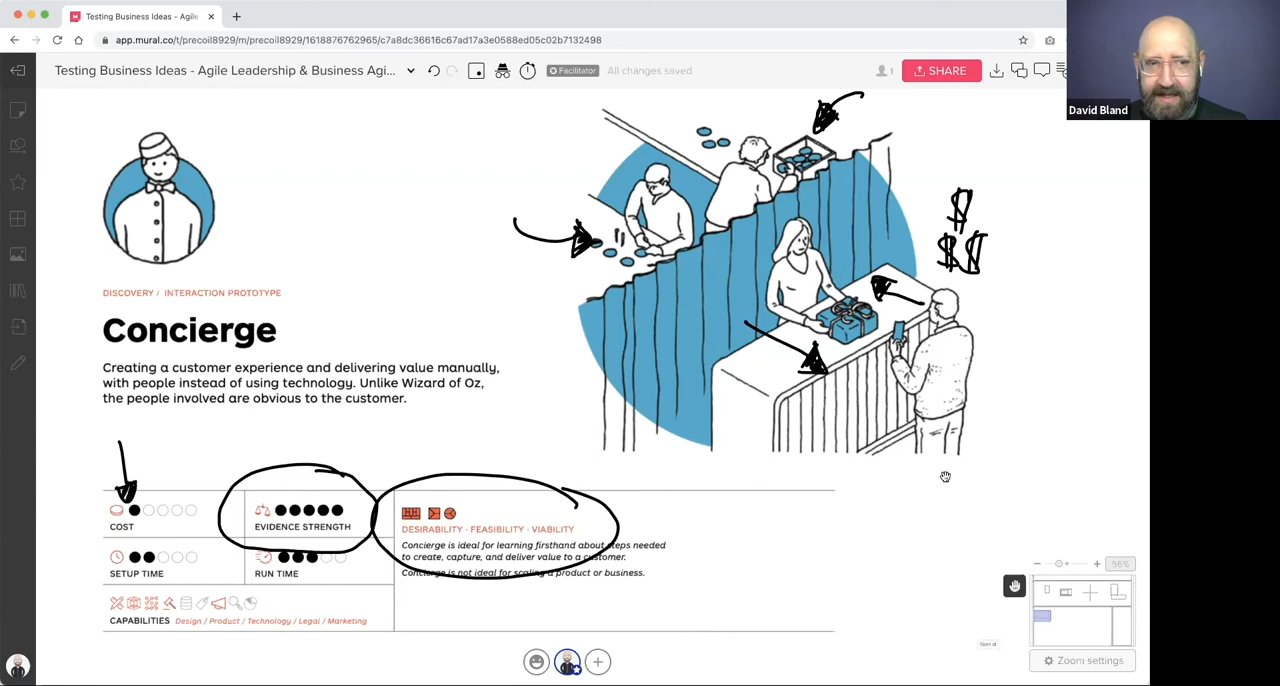 Testing Business Ideas - Agile
app.mural.co/t/precoil8929/m/precoil8929/1618876762965/c7a8dc36616c67ad17a3e0588ed05c02b7132498
Testing Business Ideas - Agile Leadership & Business Agi...
Facilitator
All changes saved
1
SHARE
David Bland
$
$$
DISCOVERY / INTERACTION PROTOTYPE
Concierge
Creating a customer experience and delivering value manually,
with people instead of using technology. Unlike Wizard of Oz,
the people involved are obvious to the customer.
COST
EVIDENCE STRENGTH
DESIRABILITY · FEASIBILITY · VIABILITY
Concierge is ideal for learning firsthand about steps needed
to create, capture, and deliver value to a customer.
Concierge is not ideal for scaling a product or business.
SETUP TIME
RUN TIME
CAPABILITIES Design / Product / Technology / Legal / Marketing
56%
Zoom settings